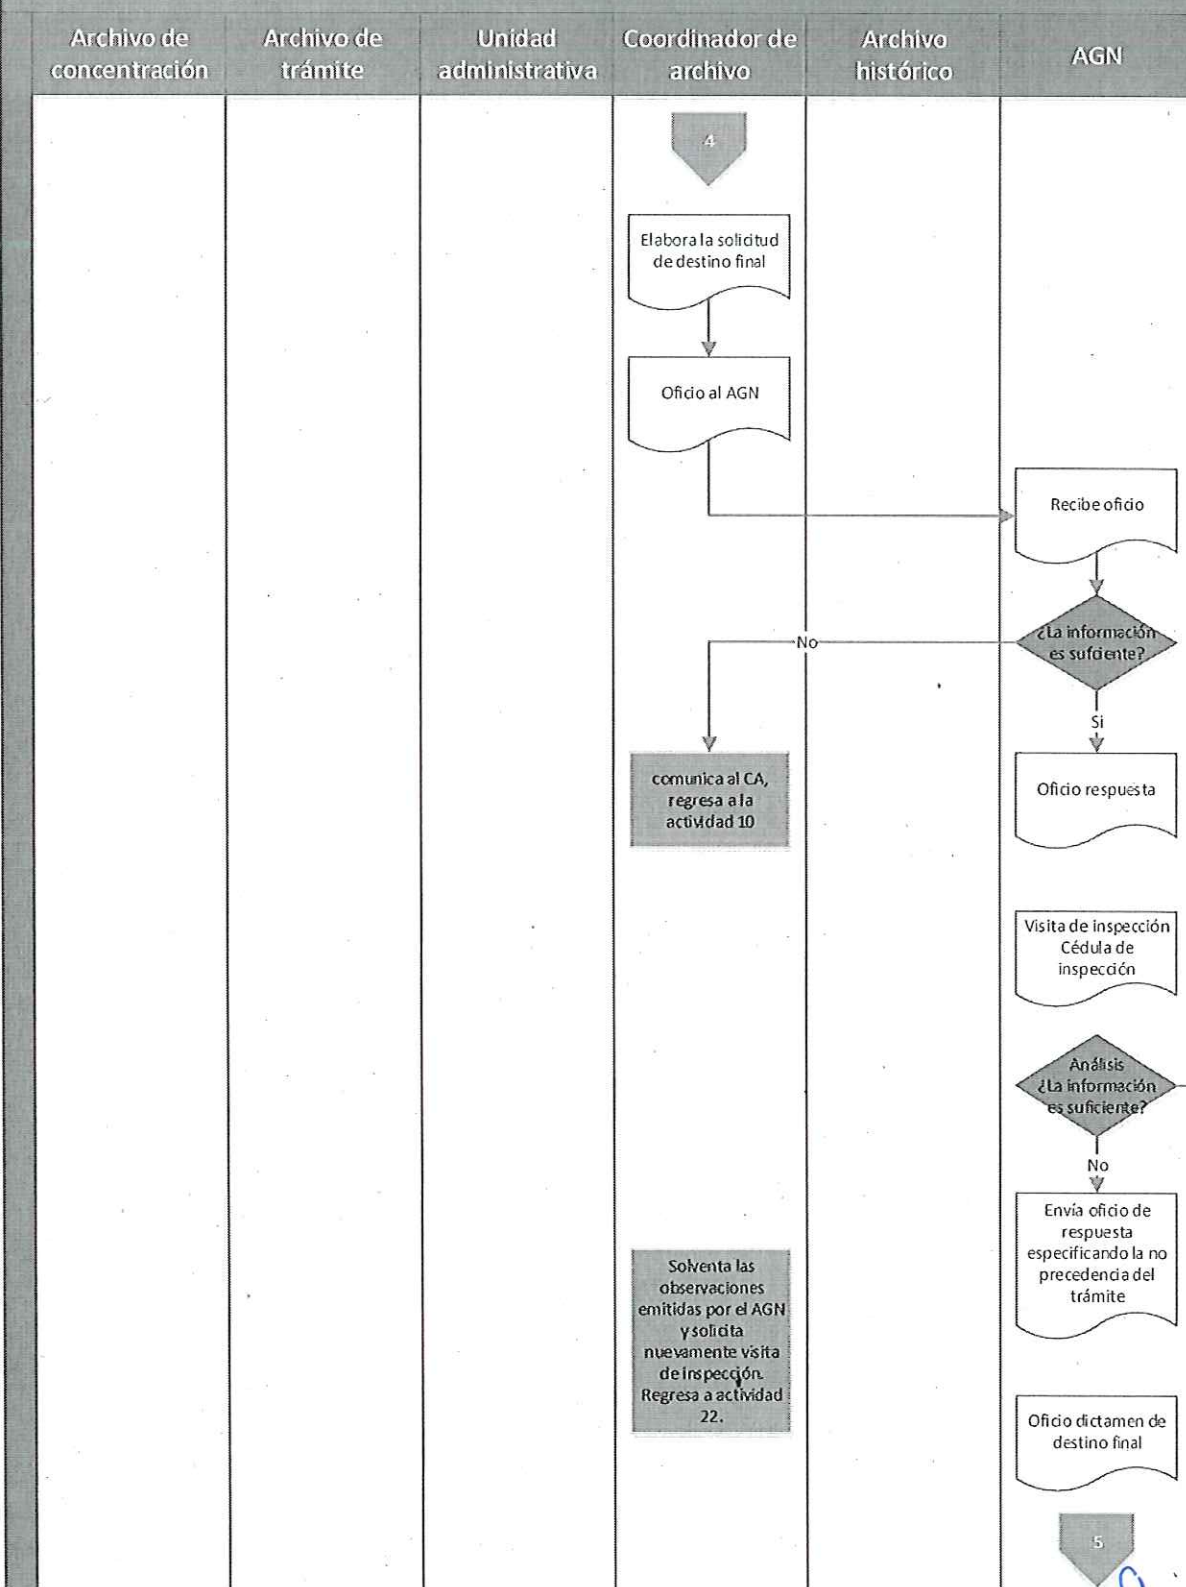 Archivo de
concentración
Archivo de
trámite
Unidad
administrativa
Coordinador de
archivo
Archivo
histórico
AGN
4
Elabora la solicitud
de destino final
Oficio al AGN
Recibe oficio
¿La información
es sufciente?
No
Si
comunica al CA,
regresa a la
actividad 10
Oficio respuesta
Visita de inspección
Cédula de
inspección
Análisis
¿La información
es suficiente?
No
Envía oficio de
respuesta
especificando la no
precedencia del
trámite
Solventa las
observaciones
emitidas por el AGN
y solicita
nuevamente visita
de inspección.
Regresa a actividad
22.
Oficio dictamen de
destino final
5